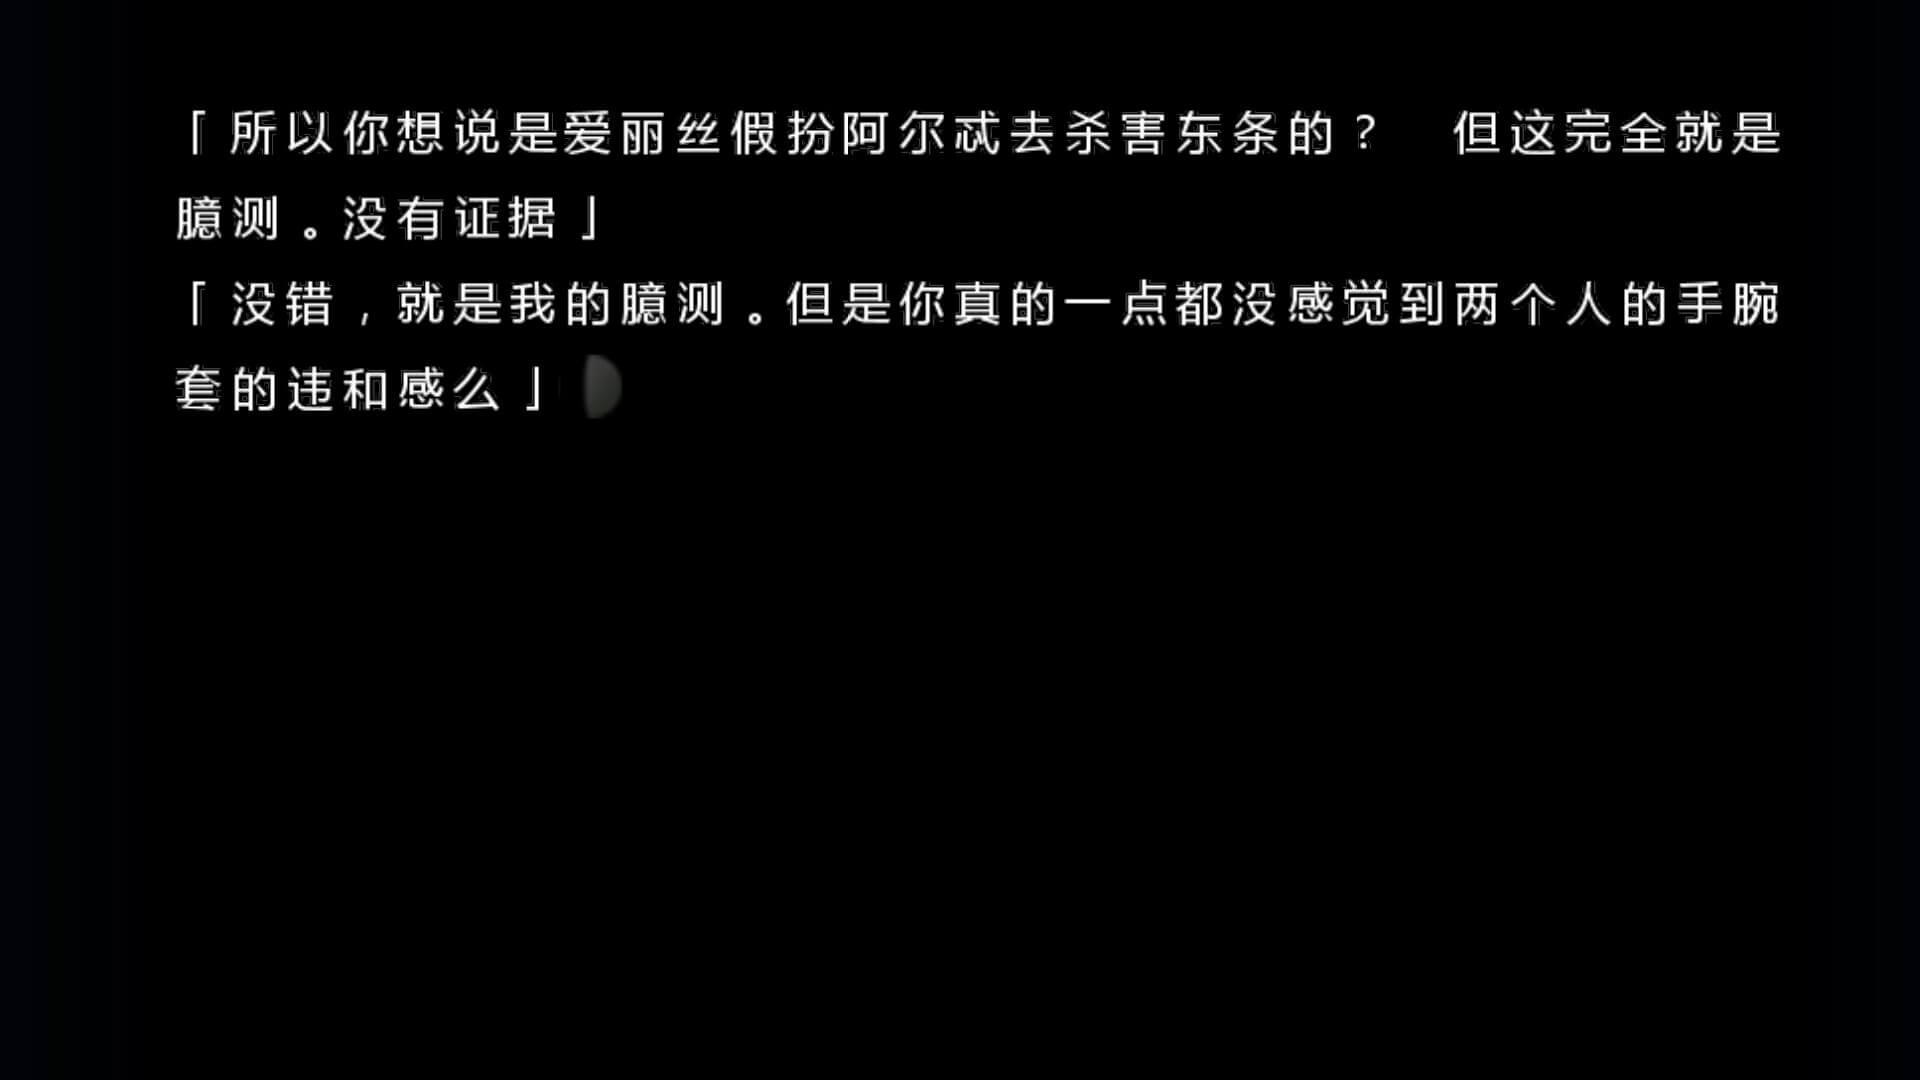 「所以你想说是爱丽丝假扮阿尔忒去杀害东条的？　但这完全就是
臆测。没有证据」
「没错，就是我的臆测。但是你真的一点都没感觉到两个人的手腕
套的违和感么」